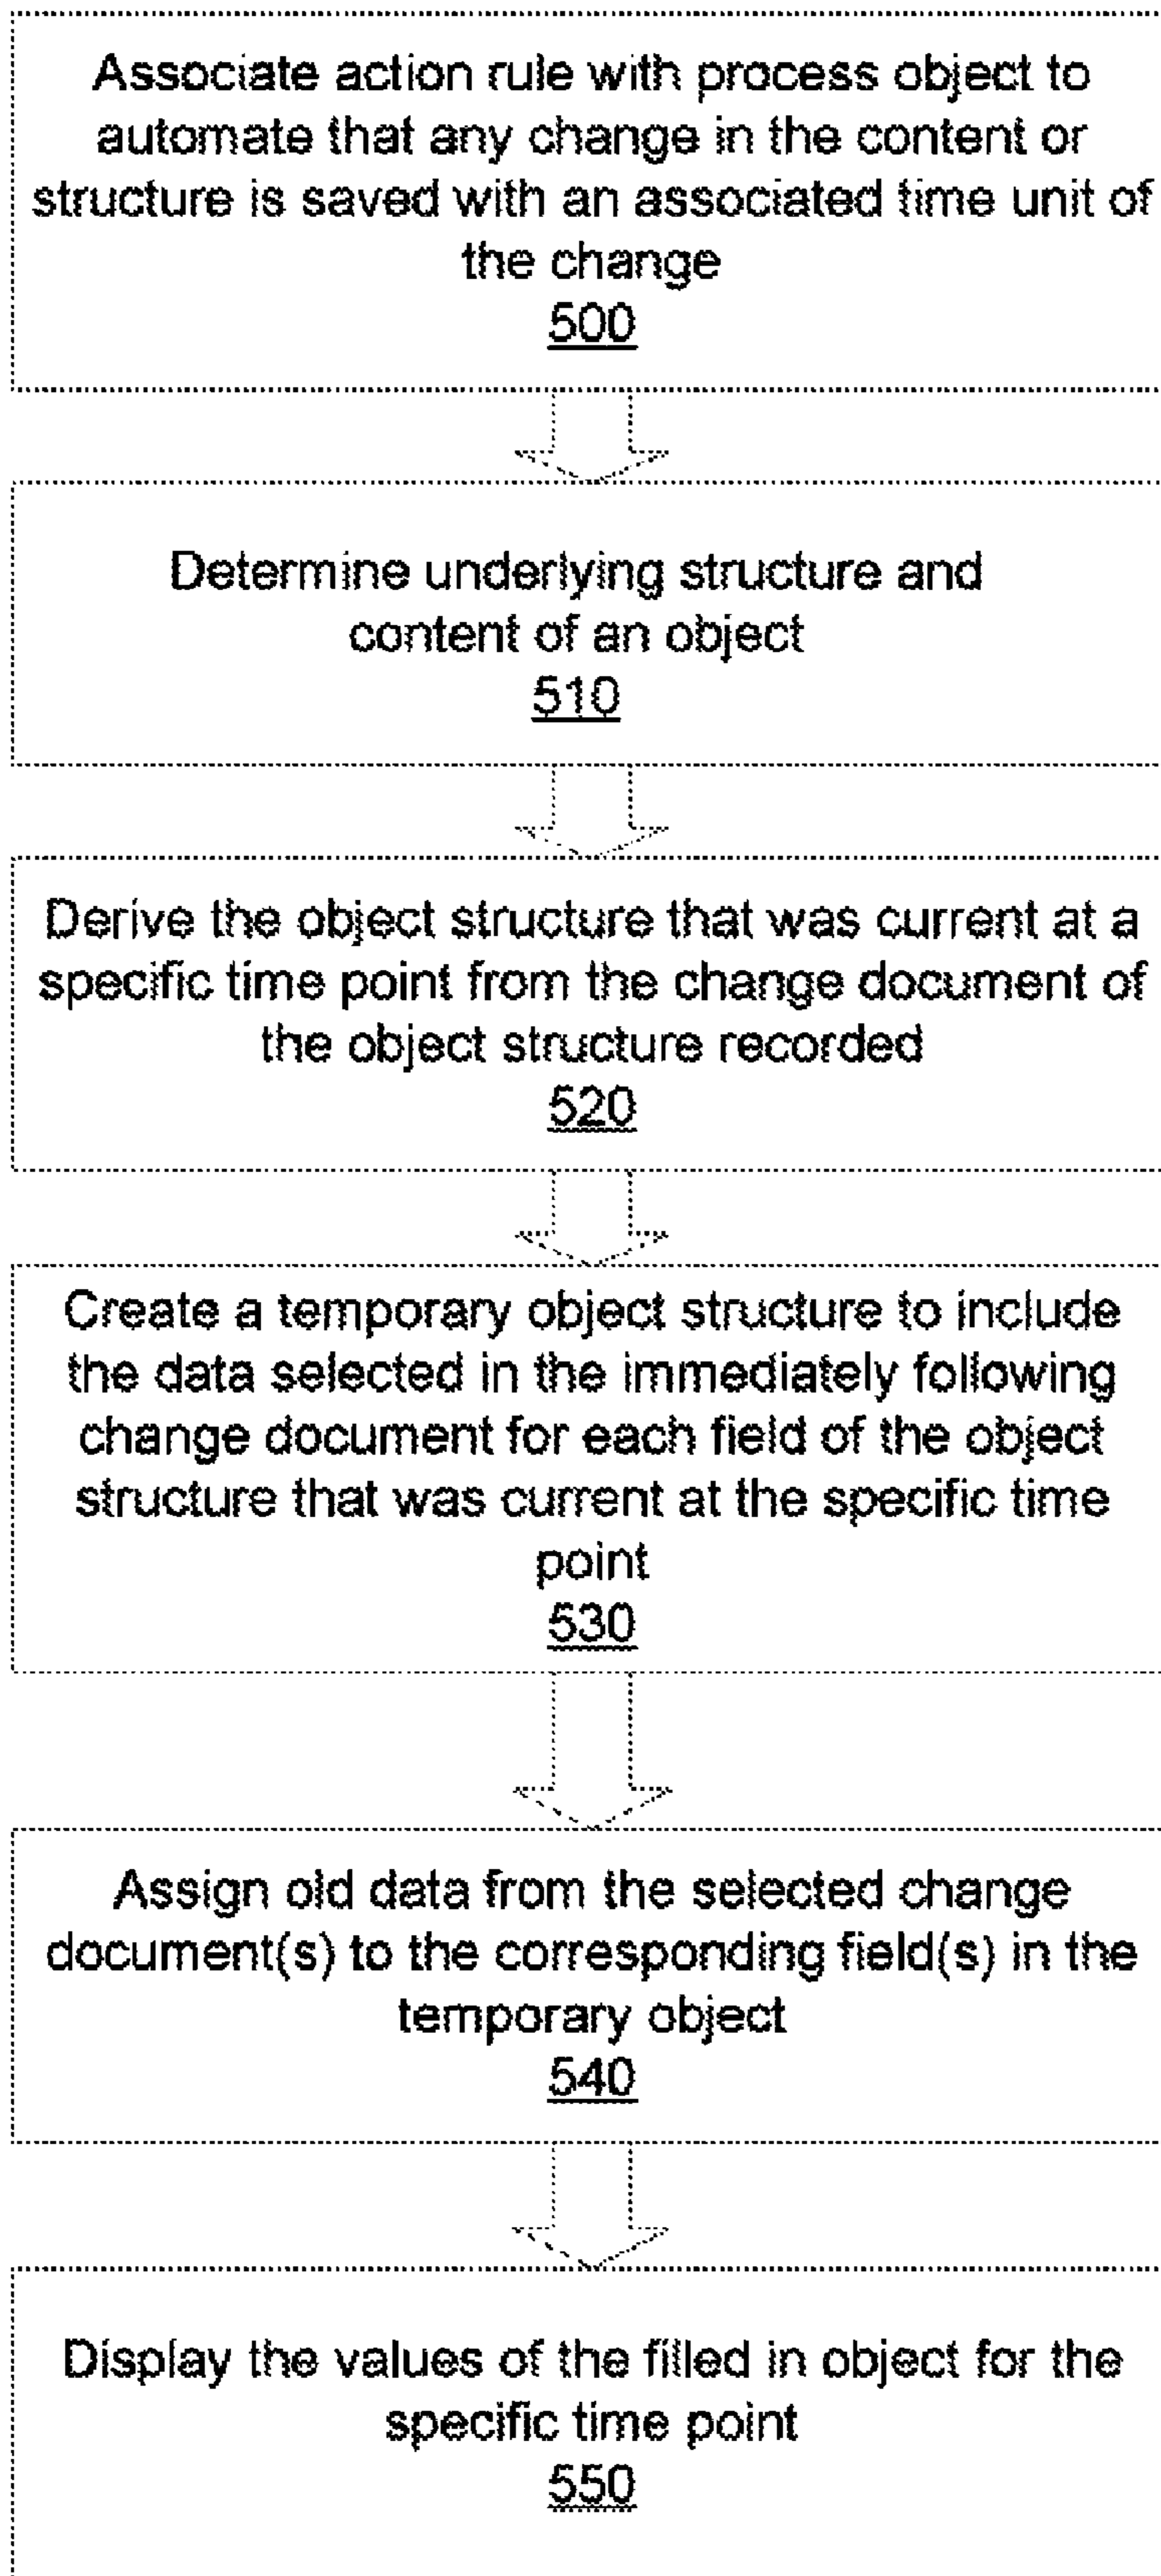 Associate action rule with process object to
automate that any change in the content or
structure is saved with an associated time unit of
the change
500
Determine underlying structure and
content of an object
510
Derive the object structure that was current at a
specific time point from the change document of
the object structure recorded
520
Create a temporary object structure to include
the data selected in the immediately following
change document for each field of the object
structure that was current at the specific time
point
530
Assign old data from the selected change
document(s) to the corresponding field(s) in the
temporary object
540
Display the values of the filled in object for the
specific time point
550